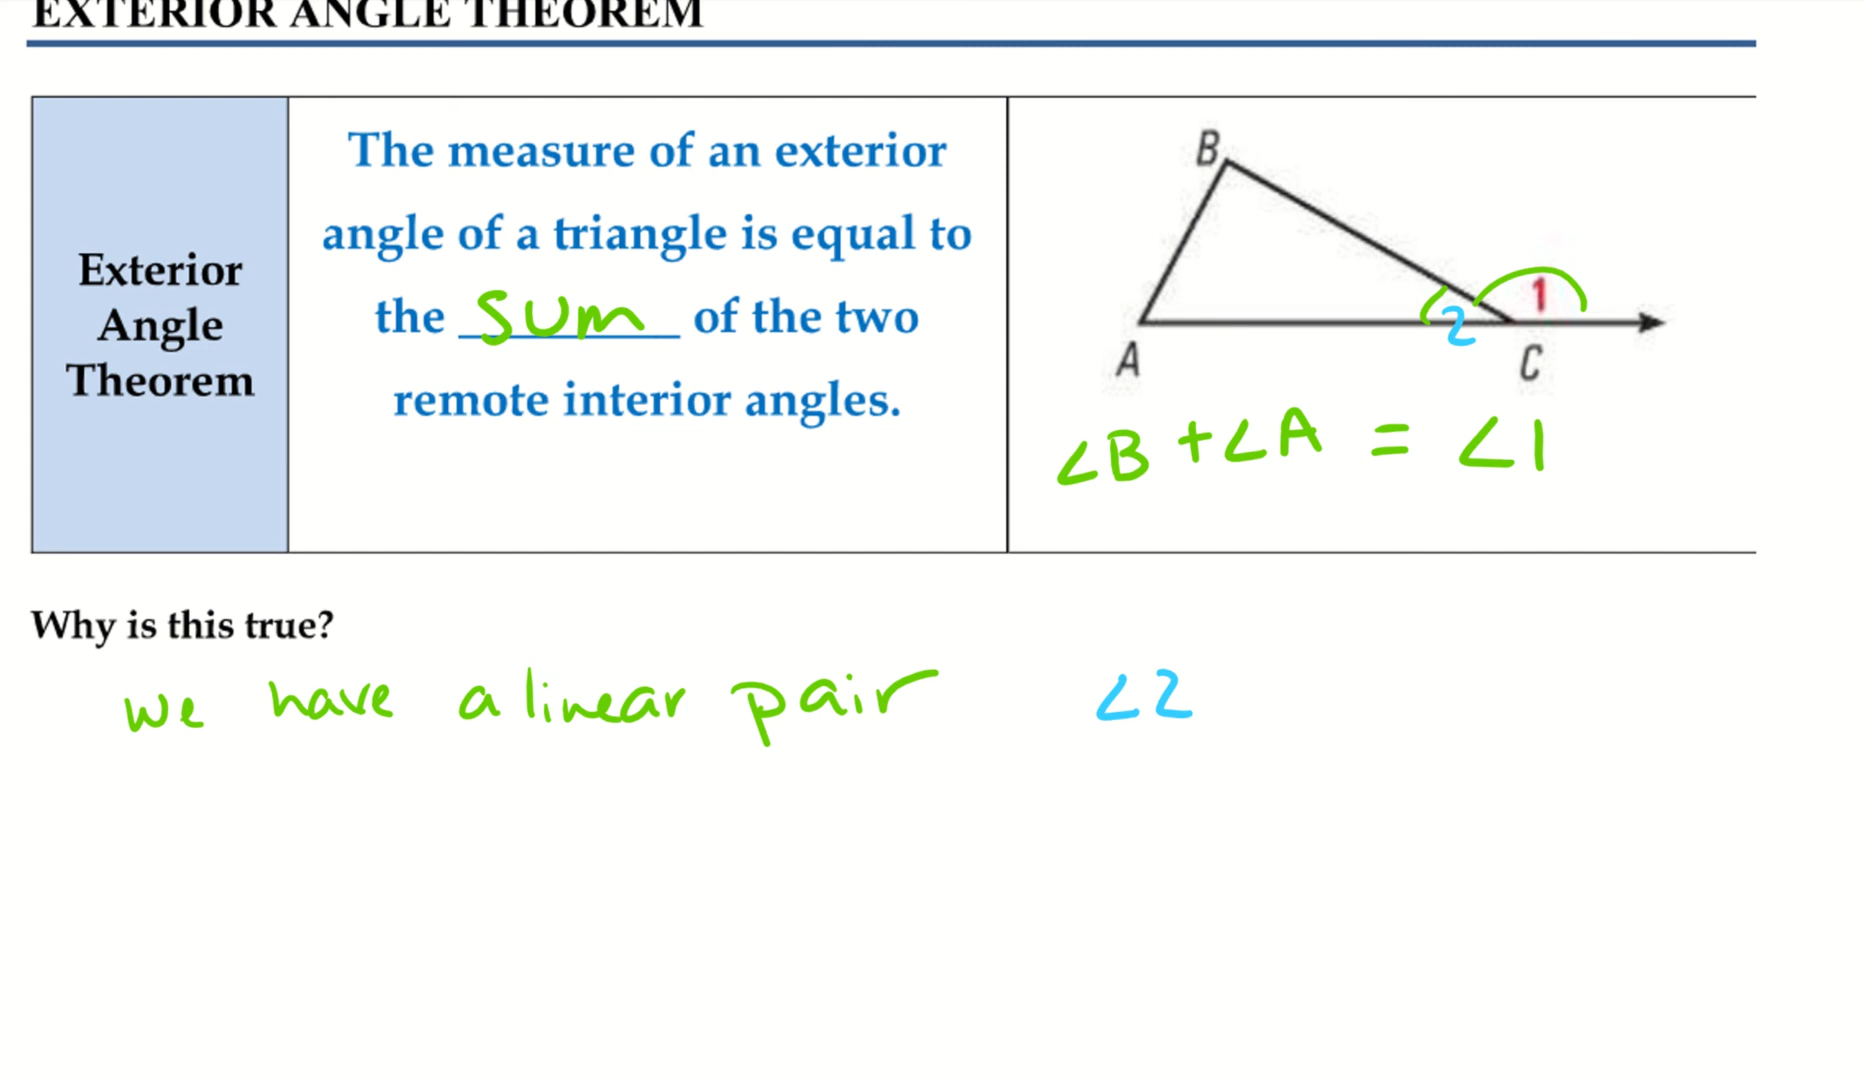 EXTERIOR ANGLE THEOREM
Exterior
Angle
Theorem
The measure of an exterior
angle of a triangle is equal to
the sum of the two
remote interior angles.
B
1
2
A
C
∠B + ∠A = ∠1
Why is this true?
we have a linear pair ∠2